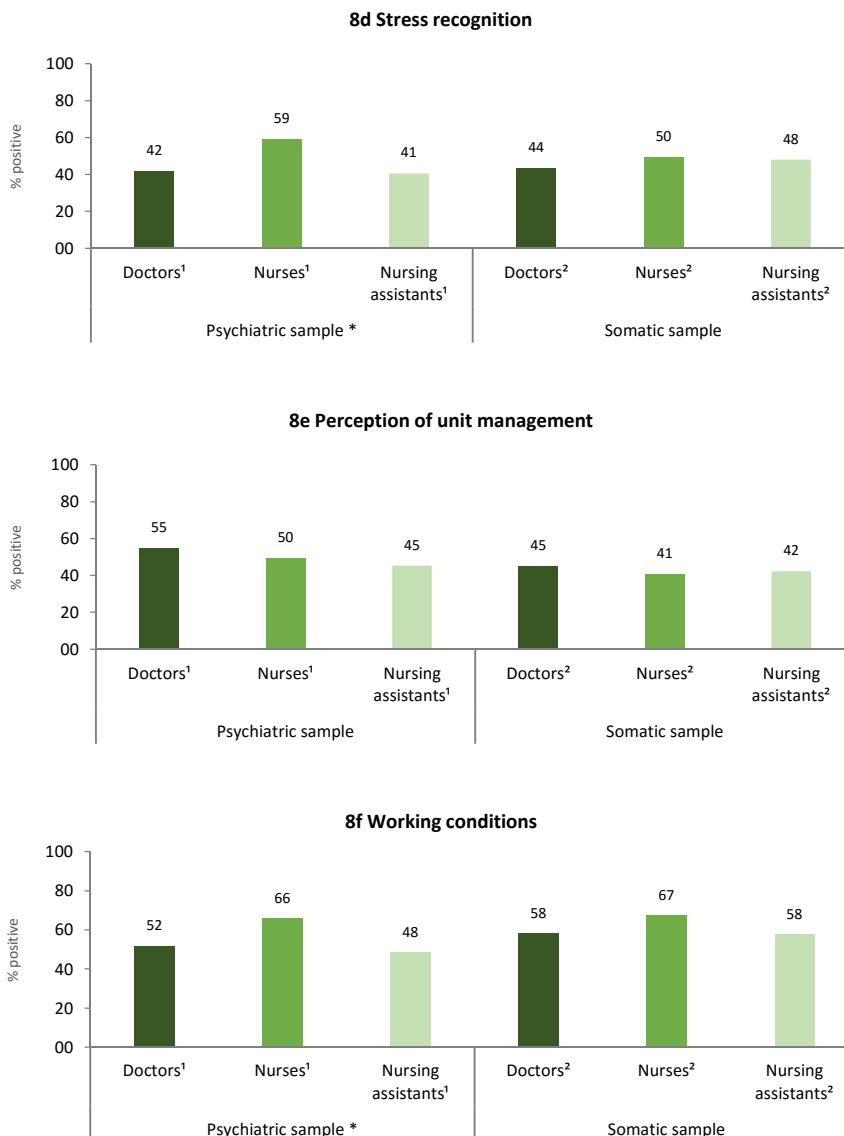 8d Stress recognition
% positive
100
80
60
40
20
00
42
59
41
44
50
48
Doctors¹
Nurses¹
Nursing
assistants¹
Doctors²
Nurses²
Nursing
assistants²
Psychiatric sample *
Somatic sample
8e Perception of unit management
% positive
100
80
60
40
20
00
55
50
45
45
41
42
Doctors¹
Nurses¹
Nursing
assistants¹
Doctors²
Nurses²
Nursing
assistants²
Psychiatric sample
Somatic sample
8f Working conditions
% positive
100
80
60
40
20
00
52
66
48
58
67
58
Doctors¹
Nurses¹
Nursing
assistants¹
Doctors²
Nurses²
Nursing
assistants²
Psychiatric sample *
Somatic sample